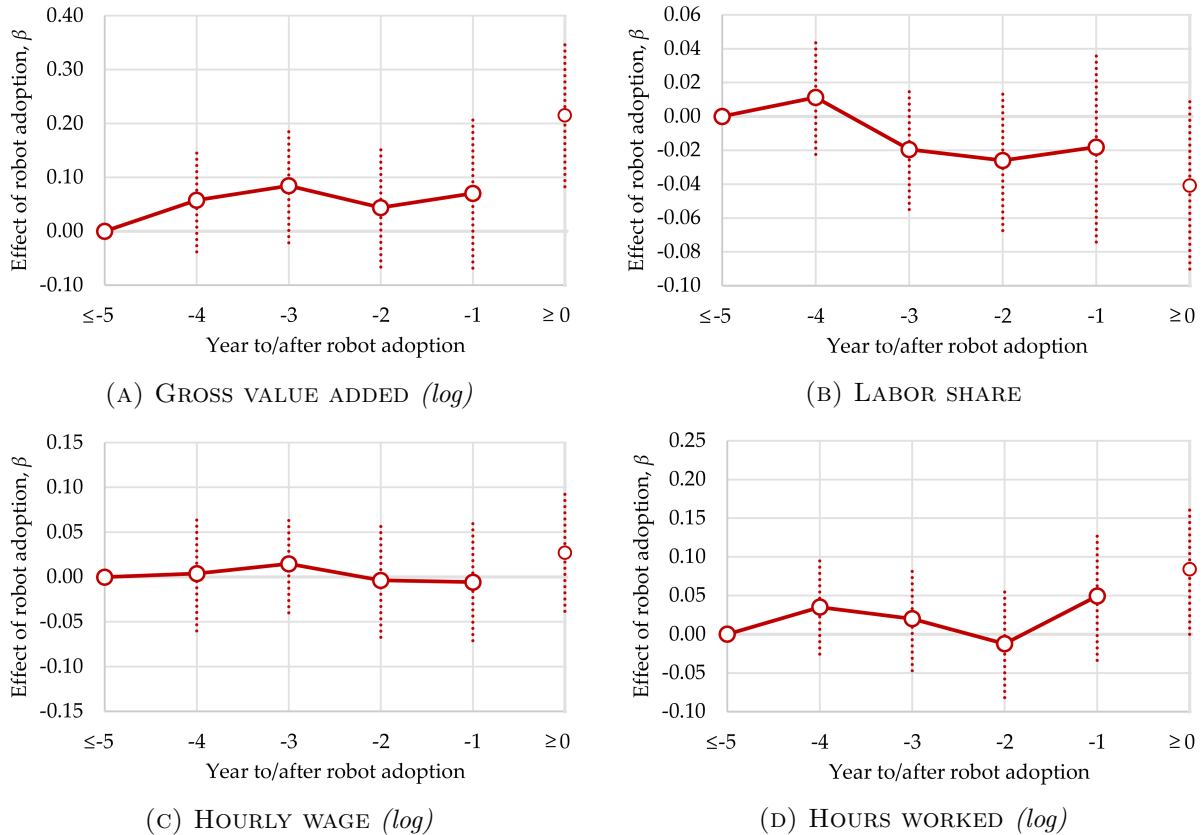 Effect of robot adoption, β
0.40
0.30
0.20
0.10
0.00
-0.10
≤-5 -4 -3 -2 -1 ≥ 0
Year to/after robot adoption
(A) Gross value added (log)
Effect of robot adoption, β
0.06
0.04
0.02
0.00
-0.02
-0.04
-0.06
-0.08
-0.10
≤-5 -4 -3 -2 -1 ≥ 0
Year to/after robot adoption
(B) Labor share
Effect of robot adoption, β
0.15
0.10
0.05
0.00
-0.05
-0.10
-0.15
≤-5 -4 -3 -2 -1 ≥ 0
Year to/after robot adoption
(C) Hourly wage (log)
Effect of robot adoption, β
0.25
0.20
0.15
0.10
0.05
0.00
-0.05
-0.10
≤-5 -4 -3 -2 -1 ≥ 0
Year to/after robot adoption
(D) Hours worked (log)